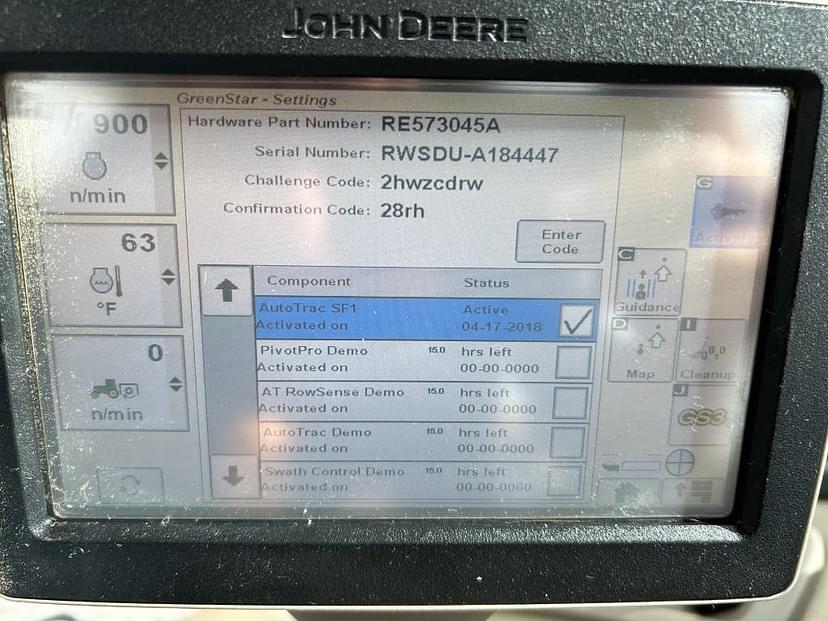 JOHN DEERE
GreenStar - Settings
900
n/min
63
°F
0
n/min
Hardware Part Number: RE573045A
Serial Number: RWSDU-A184447
Challenge Code: 2hwzcdrw
Confirmation Code: 28rh
Enter
Code
Component Status
AutoTrac SF1 Active
Activated on 04-17-2018
PivotPro Demo 15.0 hrs left
Activated on 00-00-0000
AT RowSense Demo 15.0 hrs left
Activated on 00-00-0000
AutoTrac Demo 15.0 hrs left
Activated on 00-00-0000
Swath Control Demo 15.0 hrs left
Activated on 00-00-0000
G
C
Guidance
D
Map
I
Cleanup
J
GS3